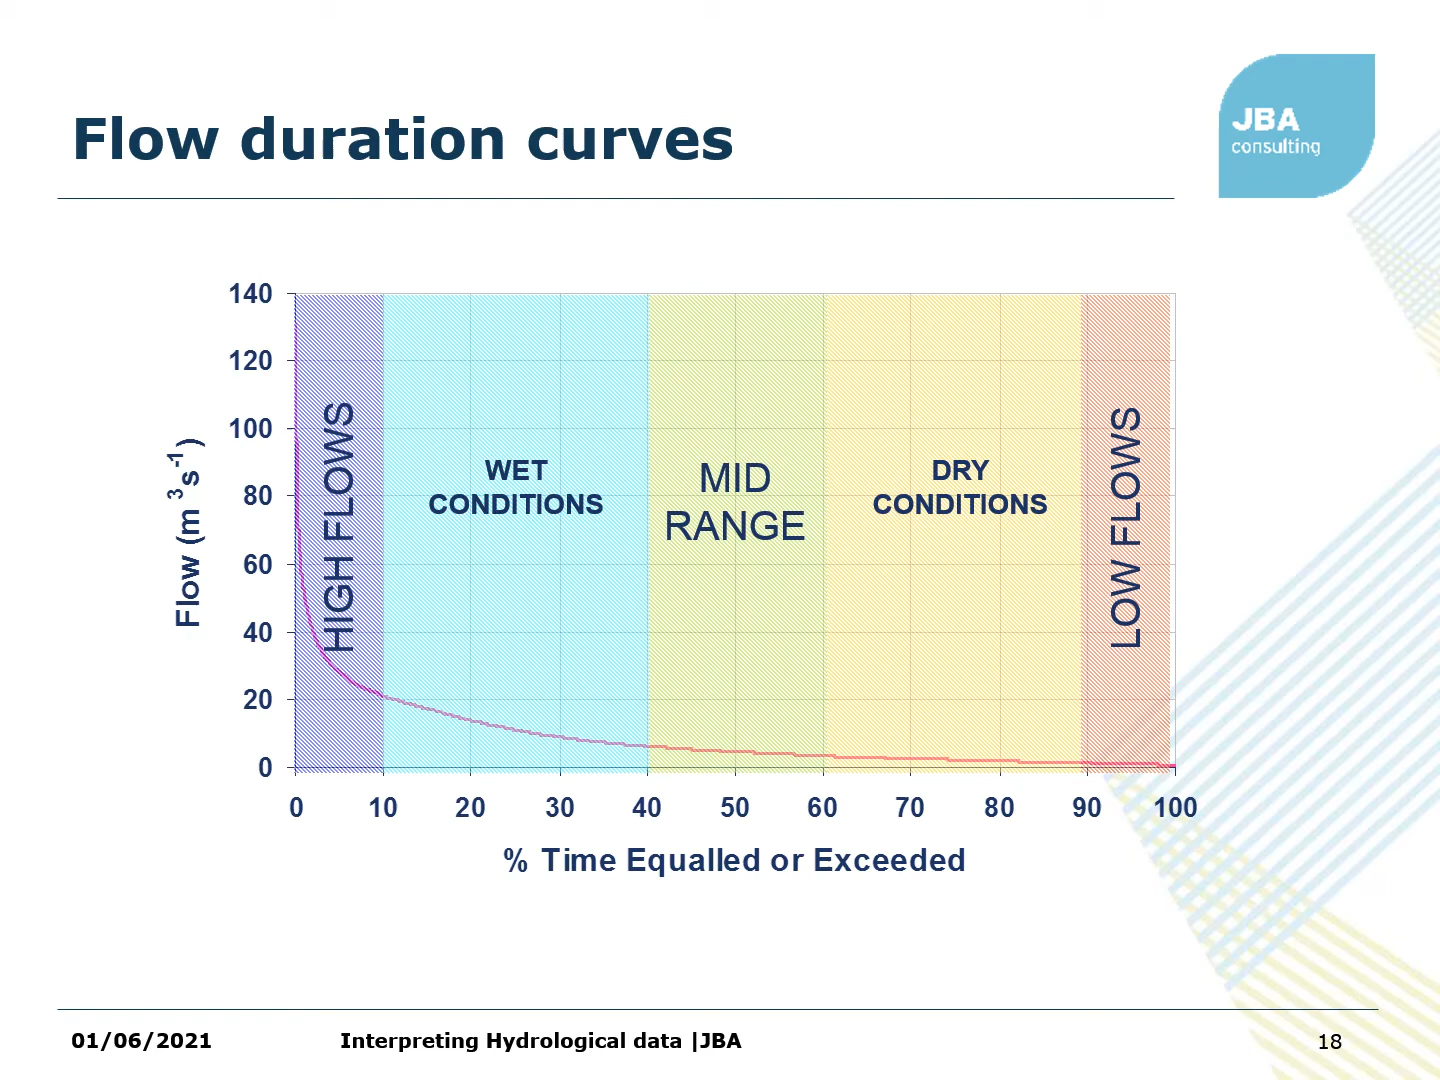 Flow duration curves
JBA
consulting
140
120
100
80
60
40
20
0
Flow (m³s⁻¹)
HIGH FLOWS
WET
CONDITIONS
MID
RANGE
DRY
CONDITIONS
LOW FLOWS
0 10 20 30 40 50 60 70 80 90 100
% Time Equalled or Exceeded
01/06/2021 Interpreting Hydrological data |JBA 18